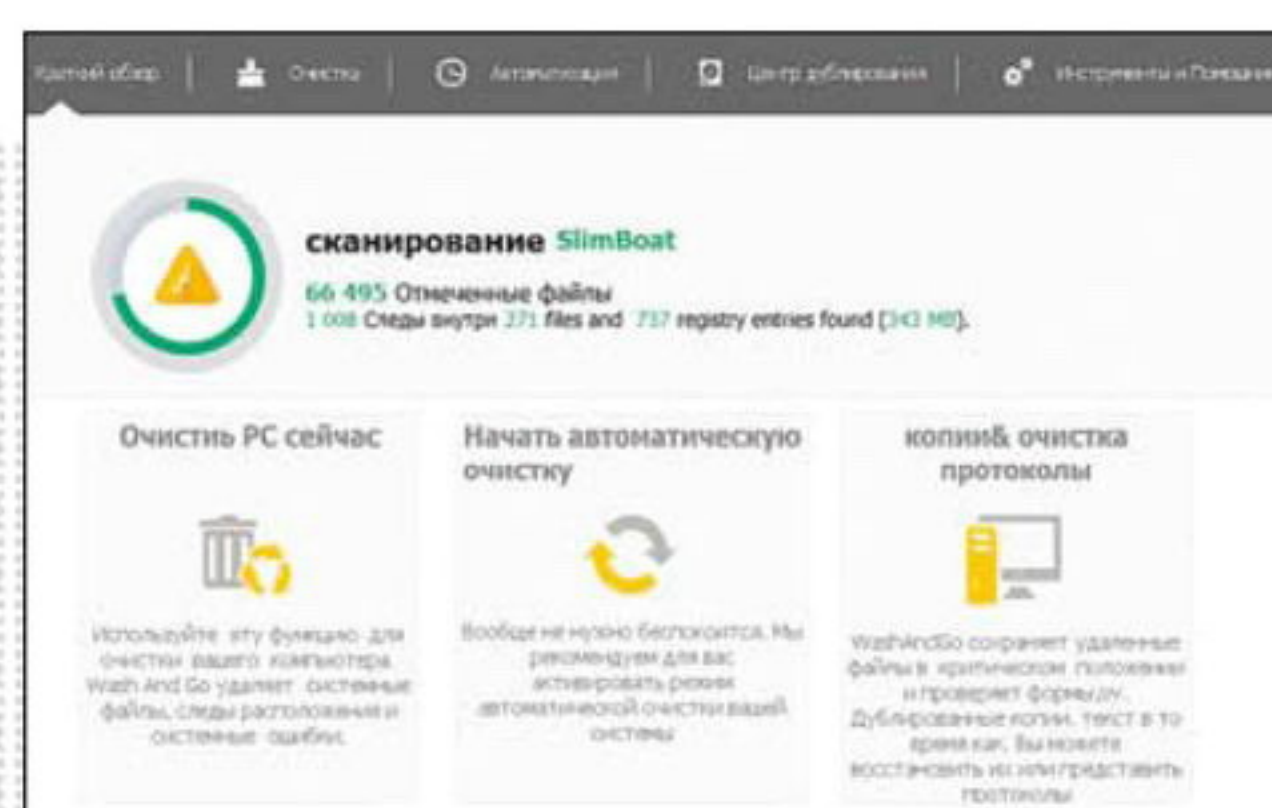 Краткий обзор
Очистка
Автоматизация
Центр дублирования
Инструменты и
сканирование SlimBoat
66 495 Отмеченные файлы
1 008 Следы внутри 271 files and 737 registry entries found (343 MB).
Очистиь PC сейчас
Начать автоматическую
очистку
копии& очистка
протоколы
Используйте эту функцию для
очистки вашего компьютера
Wash And Go удаляет системные
файлы, следы расположения и
системные ошибки.
Вообще не нужно беспокоится. Мы
рекомендуем для вас
активировать режим
автоматической очистки вашей
системы
WashAndGo сохраняет удаленные
файлы в критическом положении
и проверяет формы
Дублированные копии, текст в то
время как, Вы можете
восстановить их или представить
протоколы